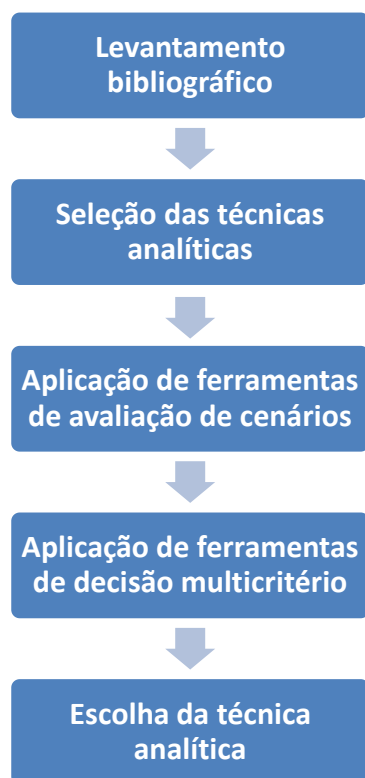 Levantamento
bibliográfico
Seleção das técnicas
analíticas
Aplicação de ferramentas
de avaliação de cenários
Aplicação de ferramentas
de decisão multicritério
Escolha da técnica
analítica